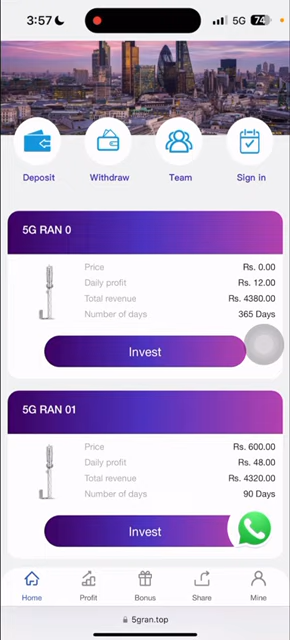 3:57
5G 74
Deposit Withdraw Team Sign in
5G RAN 0
Price Rs. 0.00
Daily profit Rs. 12.00
Total revenue Rs. 4380.00
Number of days 365 Days
Invest
5G RAN 01
Price Rs. 600.00
Daily profit Rs. 48.00
Total revenue Rs. 4320.00
Number of days 90 Days
Invest
Home Profit Bonus Share Mine
5gran.top